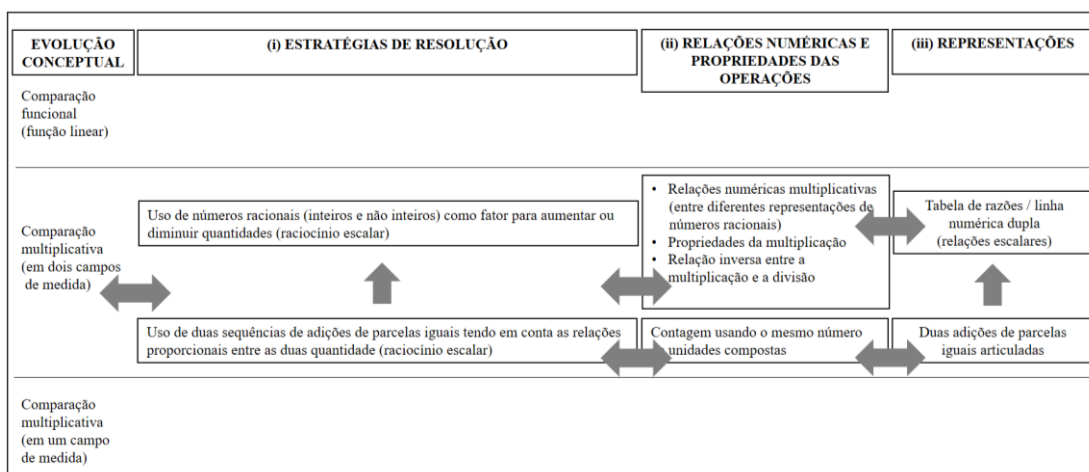 EVOLUÇÃO
CONCEPTUAL
(i) ESTRATÉGIAS DE RESOLUÇÃO
(ii) RELAÇÕES NUMÉRICAS E
PROPRIEDADES DAS
OPERAÇÕES
(iii) REPRESENTAÇÕES
Comparação
funcional
(função linear)
Comparação
multiplicativa
(em dois campos
de medida)
Uso de números racionais (inteiros e não inteiros) como fator para aumentar ou
diminuir quantidades (raciocínio escalar)
• Relações numéricas multiplicativas
(entre diferentes representações de
números racionais)
• Propriedades da multiplicação
• Relação inversa entre a
multiplicação e a divisão
Tabela de razões / linha
numérica dupla
(relações escalares)
Uso de duas sequências de adições de parcelas iguais tendo em conta as relações
proporcionais entre as duas quantidade (raciocínio escalar)
Contagem usando o mesmo número
unidades compostas
Duas adições de parcelas
iguais articuladas
Comparação
multiplicativa
(em um campo
de medida)